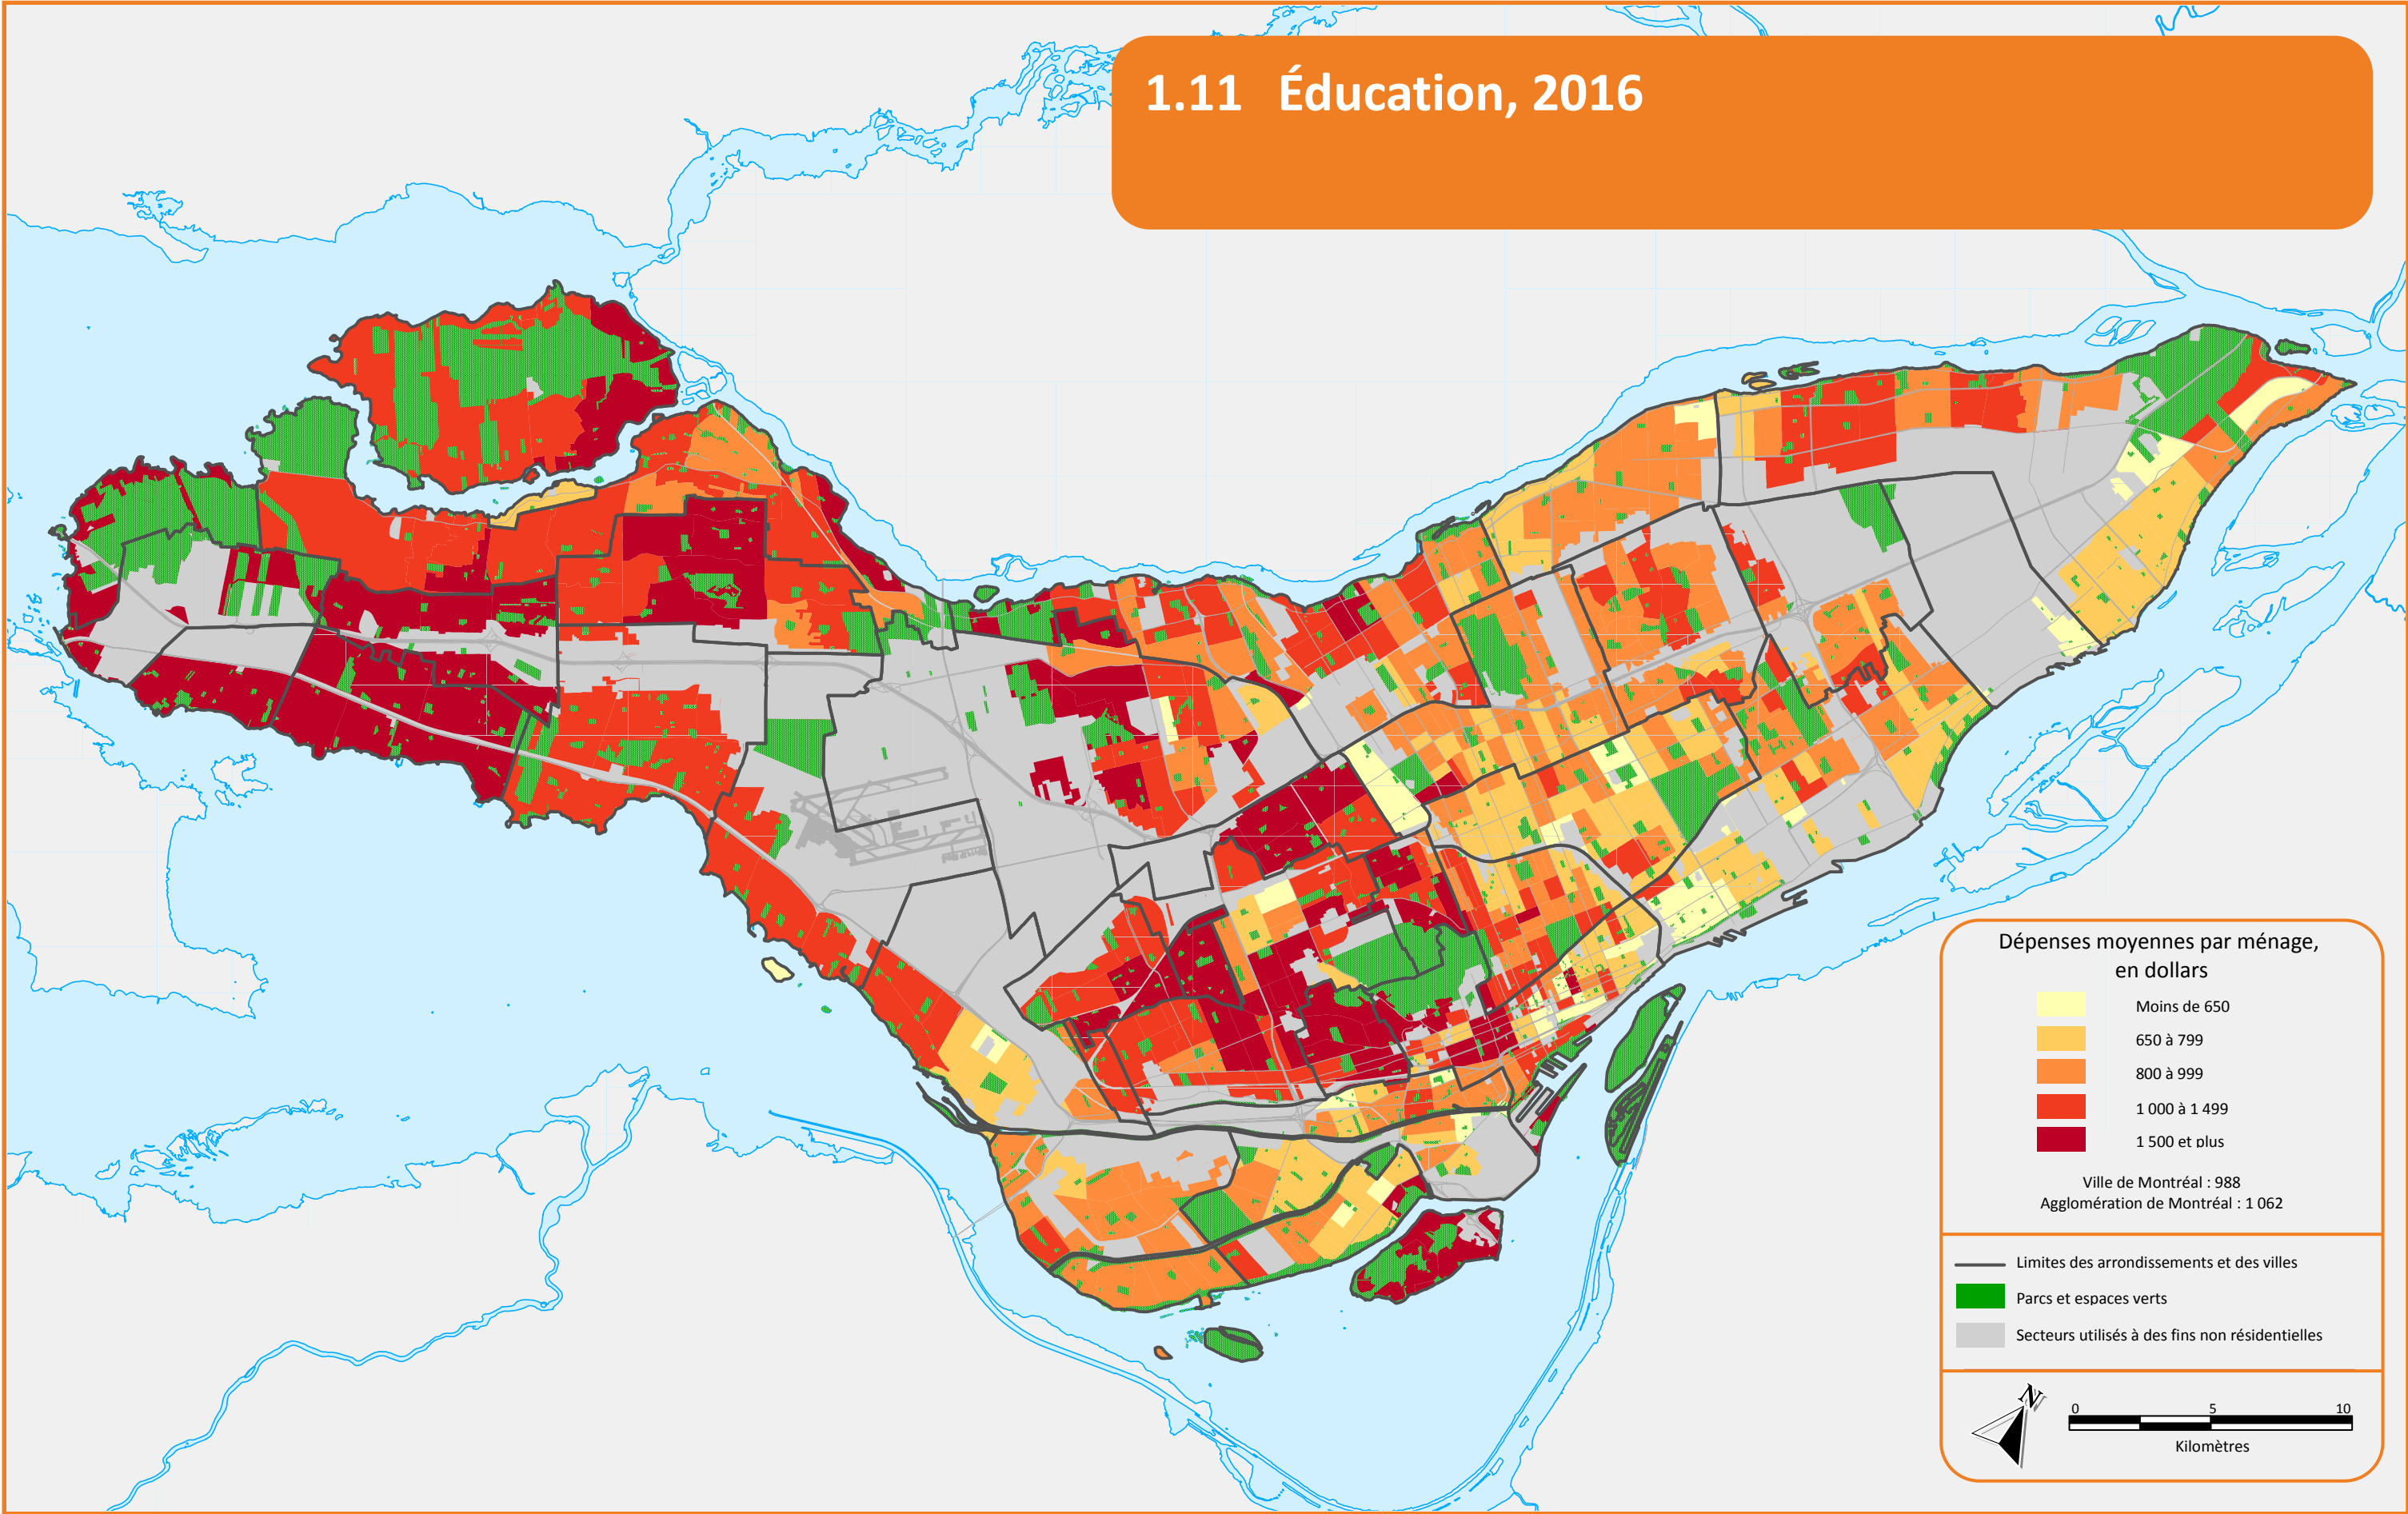 1.11 Éducation, 2016
Dépenses moyennes par ménage,
en dollars
Moins de 650
650 à 799
800 à 999
1 000 à 1 499
1 500 et plus
Ville de Montréal : 988
Agglomération de Montréal : 1 062
Limites des arrondissements et des villes
Parcs et espaces verts
Secteurs utilisés à des fins non résidentielles
N
0 5 10
Kilomètres